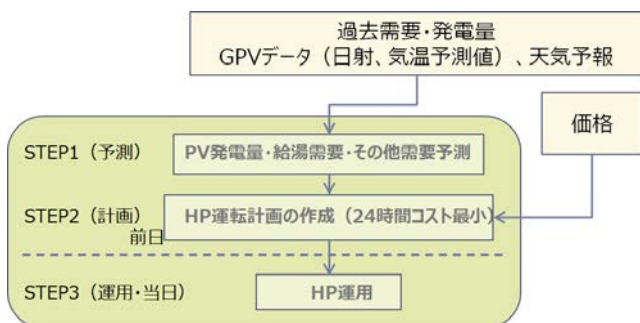 過去需要・発電量
GPVデータ（日射、気温予測値）、天気予報
価格
STEP1（予測）
PV発電量・給湯需要・その他需要予測
STEP2（計画）
前日
HP運転計画の作成（24時間コスト最小）
STEP3（運用・当日）
HP運用